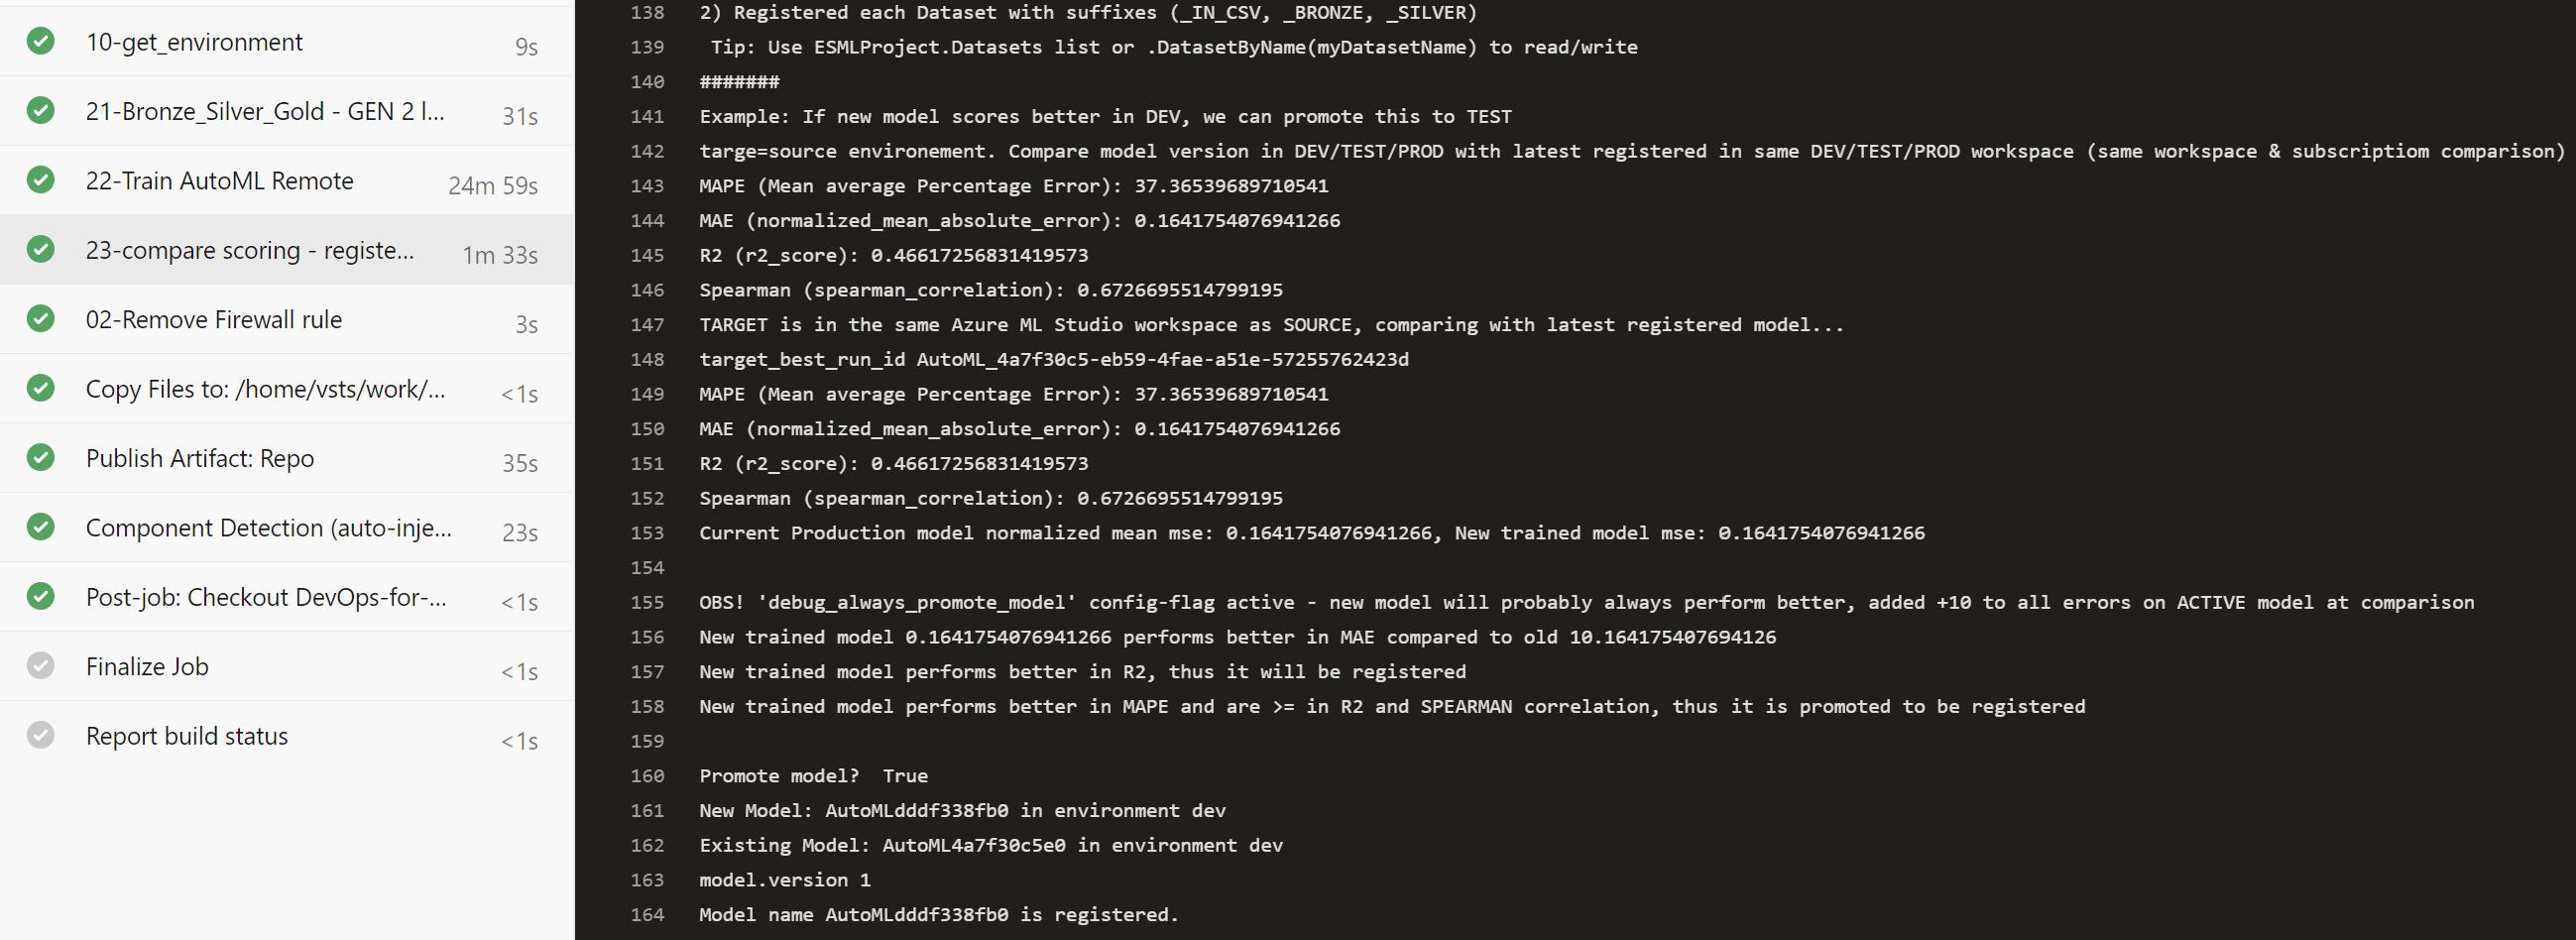 10-get_environment 9s
21-Bronze_Silver_Gold - GEN 2 l... 31s
22-Train AutoML Remote 24m 59s
23-compare scoring - registe... 1m 33s
02-Remove Firewall rule 3s
Copy Files to: /home/vsts/work/... <1s
Publish Artifact: Repo 35s
Component Detection (auto-inje... 23s
Post-job: Checkout DevOps-for-... <1s
Finalize Job <1s
Report build status <1s
138 2) Registered each Dataset with suffixes (_IN_CSV, _BRONZE, _SILVER)
139 Tip: Use ESMLProject.Datasets list or .DatasetByName(myDatasetName) to read/write
140 #######
141 Example: If new model scores better in DEV, we can promote this to TEST
142 targe=source environement. Compare model version in DEV/TEST/PROD with latest registered in same DEV/TEST/PROD workspace (same workspace & subscriptiom comparison)
143 MAPE (Mean average Percentage Error): 37.36539689710541
144 MAE (normalized_mean_absolute_error): 0.1641754076941266
145 R2 (r2_score): 0.46617256831419573
146 Spearman (spearman_correlation): 0.6726695514799195
147 TARGET is in the same Azure ML Studio workspace as SOURCE, comparing with latest registered model...
148 target_best_run_id AutoML_4a7f30c5-eb59-4fae-a51e-57255762423d
149 MAPE (Mean average Percentage Error): 37.36539689710541
150 MAE (normalized_mean_absolute_error): 0.1641754076941266
151 R2 (r2_score): 0.46617256831419573
152 Spearman (spearman_correlation): 0.6726695514799195
153 Current Production model normalized mean mse: 0.1641754076941266, New trained model mse: 0.1641754076941266
154
155 OBS! 'debug_always_promote_model' config-flag active - new model will probably always perform better, added +10 to all errors on ACTIVE model at comparison
156 New trained model 0.1641754076941266 performs better in MAE compared to old 10.164175407694126
157 New trained model performs better in R2, thus it will be registered
158 New trained model performs better in MAPE and are >= in R2 and SPEARMAN correlation, thus it is promoted to be registered
159
160 Promote model?  True
161 New Model: AutoMLdddf338fb0 in environment dev
162 Existing Model: AutoML4a7f30c5e0 in environment dev
163 model.version 1
164 Model name AutoMLdddf338fb0 is registered.